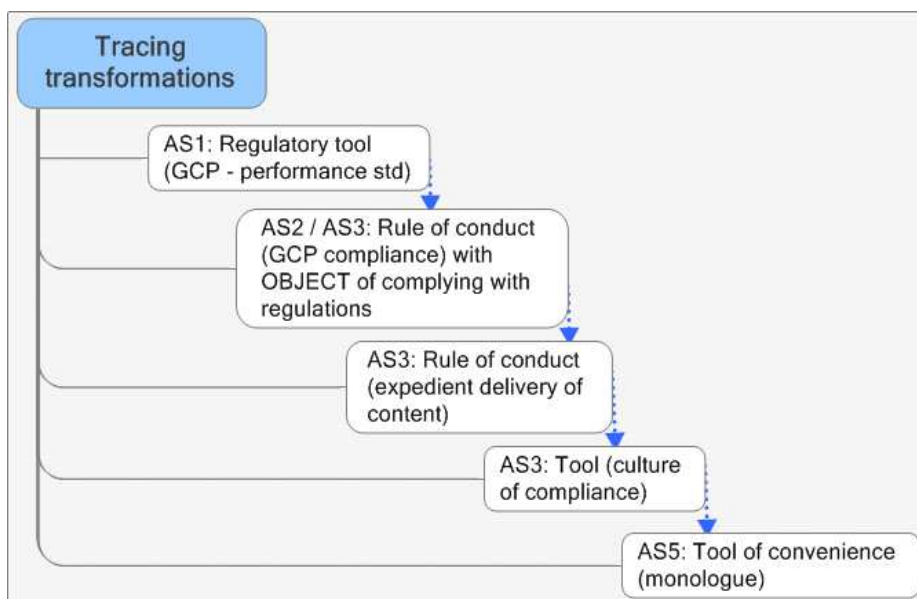 Tracing
transformations
AS1: Regulatory tool
(GCP - performance std)
AS2 / AS3: Rule of conduct
(GCP compliance) with
OBJECT of complying with
regulations
AS3: Rule of conduct
(expedient delivery of
content)
AS3: Tool (culture
of compliance)
AS5: Tool of convenience
(monologue)